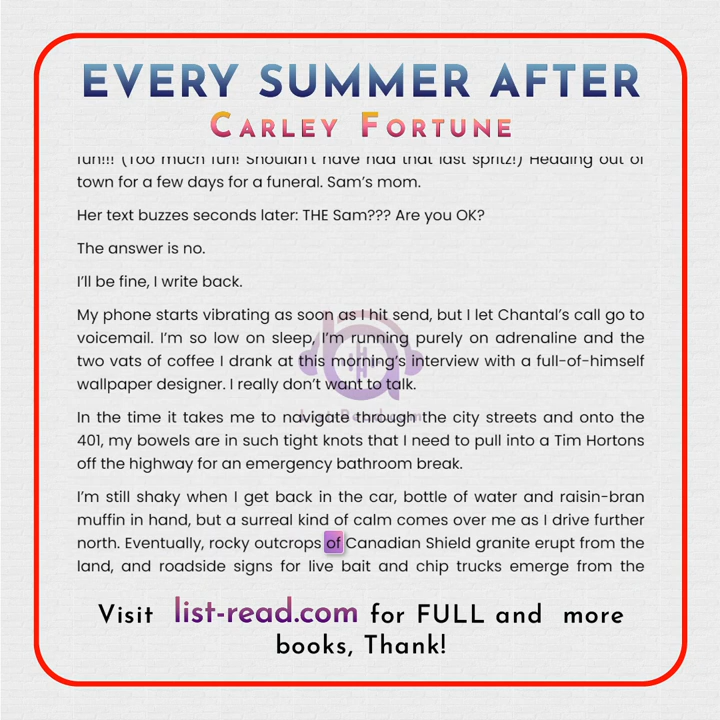 EVERY SUMMER AFTER
CARLEY FORTUNE
fun!!! (Too much fun! Shouldn't have had that last spritz!) Heading out of
town for a few days for a funeral. Sam’s mom.
Her text buzzes seconds later: THE Sam??? Are you OK?
The answer is no.
I’ll be fine, I write back.
My phone starts vibrating as soon as I hit send, but I let Chantal’s call go to
voicemail. I’m so low on sleep, I’m running purely on adrenaline and the
two vats of coffee I drank at this morning’s interview with a full-of-himself
wallpaper designer. I really don’t want to talk.
In the time it takes me to navigate through the city streets and onto the
401, my bowels are in such tight knots that I need to pull into a Tim Hortons
off the highway for an emergency bathroom break.
I’m still shaky when I get back in the car, bottle of water and raisin-bran
muffin in hand, but a surreal kind of calm comes over me as I drive further
north. Eventually, rocky outcrops of Canadian Shield granite erupt from the
land, and roadside signs for live bait and chip trucks emerge from the
Visit list-read.com for FULL and more
books, Thank!